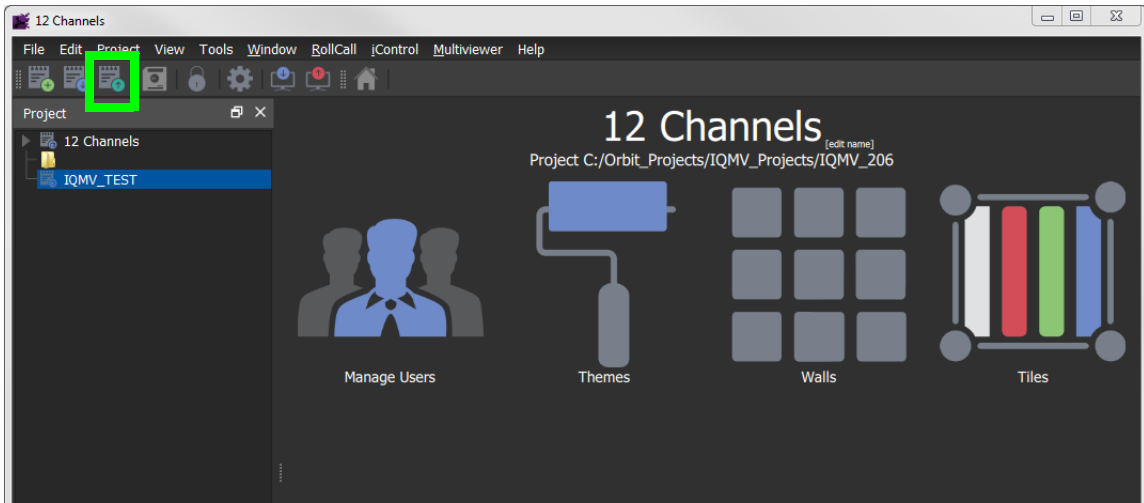 12 Channels
File Edit Project View Tools Window RollCall iControl Multiviewer Help
Project
12 Channels
IQMV_TEST
12 Channels [edit name]
Project C:/Orbit_Projects/IQMV_Projects/IQMV_206
Manage Users Themes Walls Tiles